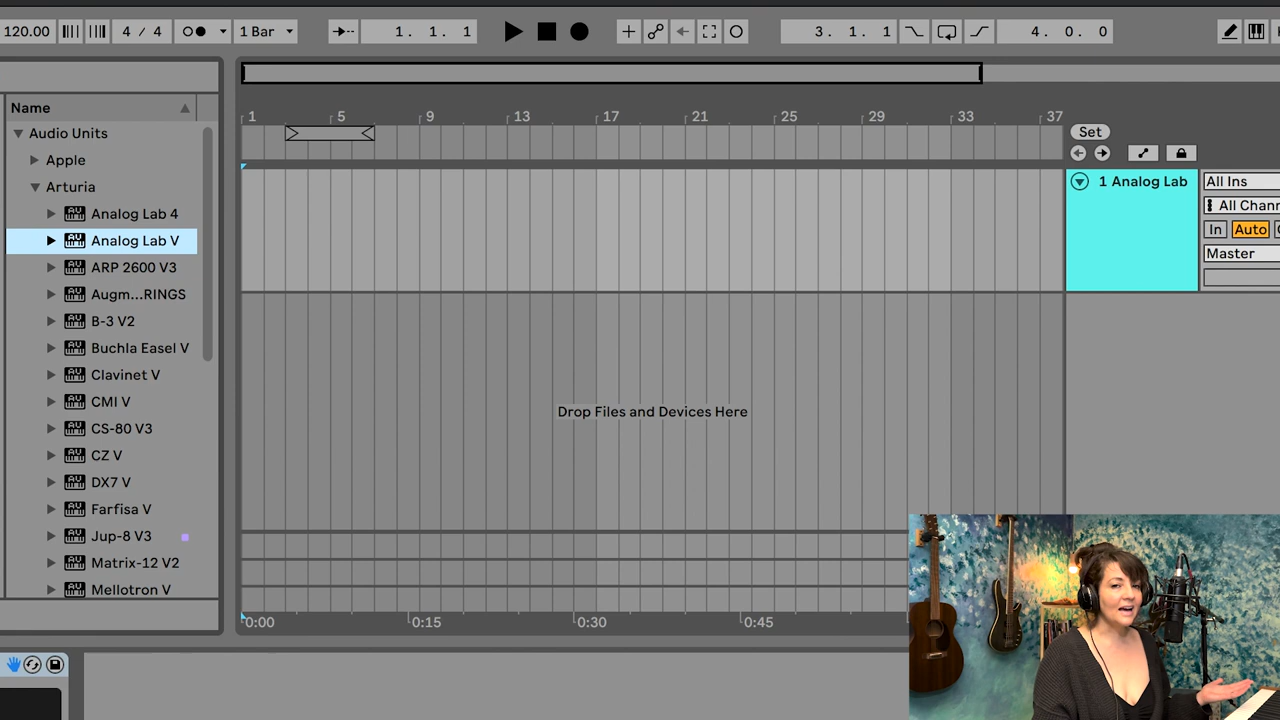 120.00 4 / 4 1 Bar 1. 1. 1 3. 1. 1 4. 0. 0
Name
1 5 9 13 17 21 25 29 33 37
Set
Audio Units
Apple
Arturia
Analog Lab 4
Analog Lab V
ARP 2600 V3
Augm...RINGS
B-3 V2
Buchla Easel V
Clavinet V
CMI V
CS-80 V3
CZ V
DX7 V
Farfisa V
Jup-8 V3
Matrix-12 V2
Mellotron V
1 Analog Lab
All Ins
All Chann
In Auto
Master
Drop Files and Devices Here
0:00 0:15 0:30 0:45